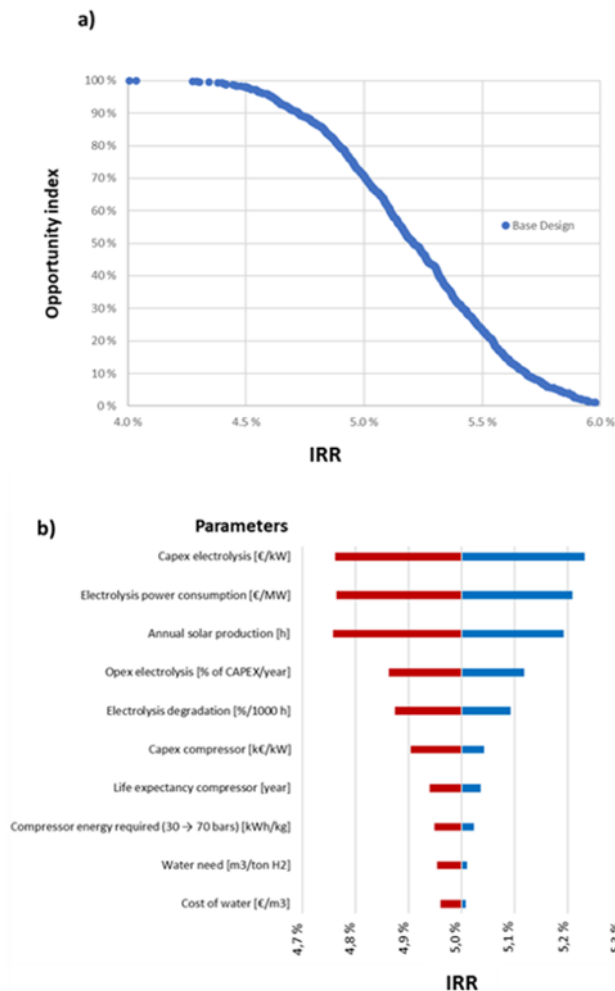 a)
100 %
90 %
80 %
70 %
60 %
50 %
40 %
30 %
20 %
10 %
0 %
Opportunity index
Base Design
4.0 %
4.5 %
5.0 %
5.5 %
6.0 %
IRR
b)
Parameters
Capex electrolysis [€/kW]
Electrolysis power consumption [€/MW]
Annual solar production [h]
Opex electrolysis [% of CAPEX/year]
Electrolysis degradation [%/1000 h]
Capex compressor [k€/kW]
Life expectancy compressor [year]
Compressor energy required (30 → 70 bars) [kWh/kg]
Water need [m3/ton H2]
Cost of water [€/m3]
4,7 %
4,8 %
4,9 %
5,0 %
5,1 %
5,2 %
IRR